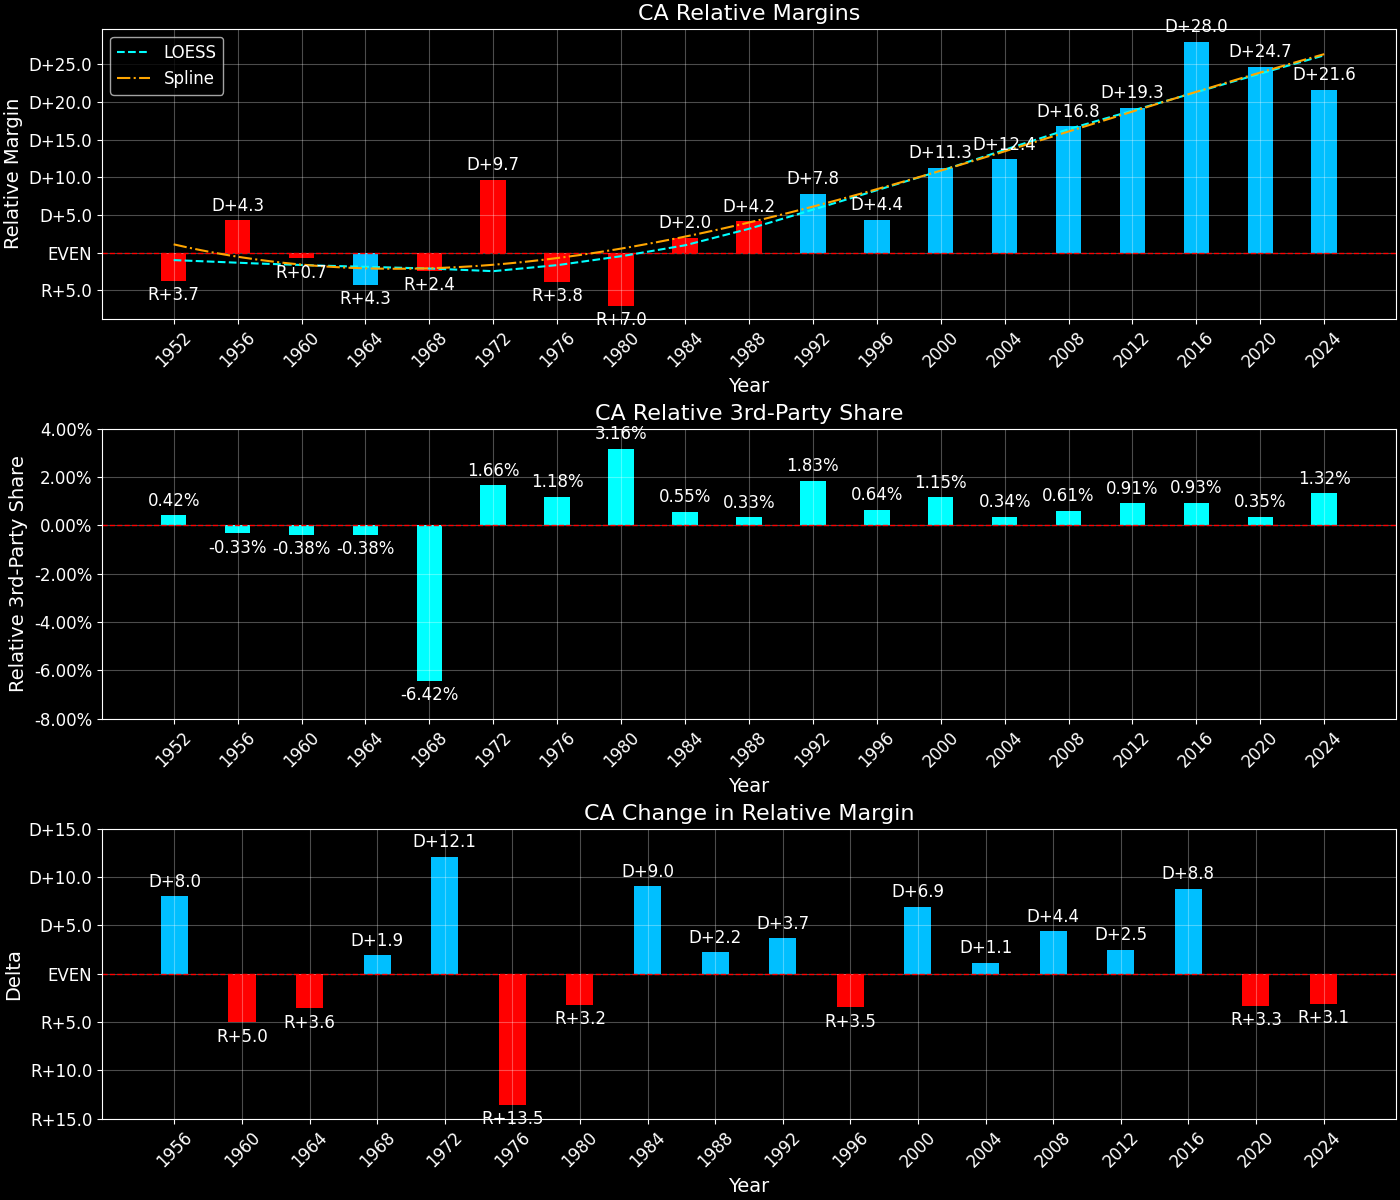 CA Relative Margins
LOESS
Spline
Relative Margin
D+25.0
D+20.0
D+15.0
D+10.0
D+5.0
EVEN
R+5.0
R+3.7
D+4.3
R+0.7
R+4.3
R+2.4
D+9.7
R+3.8
R+7.0
D+2.0
D+4.2
D+7.8
D+4.4
D+11.3
D+12.4
D+16.8
D+19.3
D+28.0
D+24.7
D+21.6
1952
1956
1960
1964
1968
1972
1976
1980
1984
1988
1992
1996
2000
2004
2008
2012
2016
2020
2024
Year
CA Relative 3rd-Party Share
Relative 3rd-Party Share
4.00%
2.00%
0.00%
-2.00%
-4.00%
-6.00%
-8.00%
0.42%
-0.33%
-0.38%
-0.38%
-6.42%
1.66%
1.18%
3.16%
0.55%
0.33%
1.83%
0.64%
1.15%
0.34%
0.61%
0.91%
0.93%
0.35%
1.32%
1952
1956
1960
1964
1968
1972
1976
1980
1984
1988
1992
1996
2000
2004
2008
2012
2016
2020
2024
Year
CA Change in Relative Margin
Delta
D+15.0
D+10.0
D+5.0
EVEN
R+5.0
R+10.0
R+15.0
D+8.0
R+5.0
R+3.6
D+1.9
D+12.1
R+13.5
R+3.2
D+9.0
D+2.2
D+3.7
R+3.5
D+6.9
D+1.1
D+4.4
D+2.5
D+8.8
R+3.3
R+3.1
1956
1960
1964
1968
1972
1976
1980
1984
1988
1992
1996
2000
2004
2008
2012
2016
2020
2024
Year